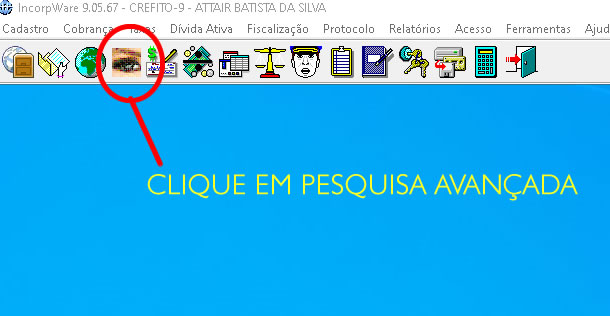 IncorpWare 9.05.67 - CREFITO-9 - ATTAIR BATISTA DA SILVA
Cadastro Cobrança Taxas Dívida Ativa Fiscalização Protocolo Relatórios Acesso Ferramentas Ajud
CLIQUE EM PESQUISA AVANÇADA